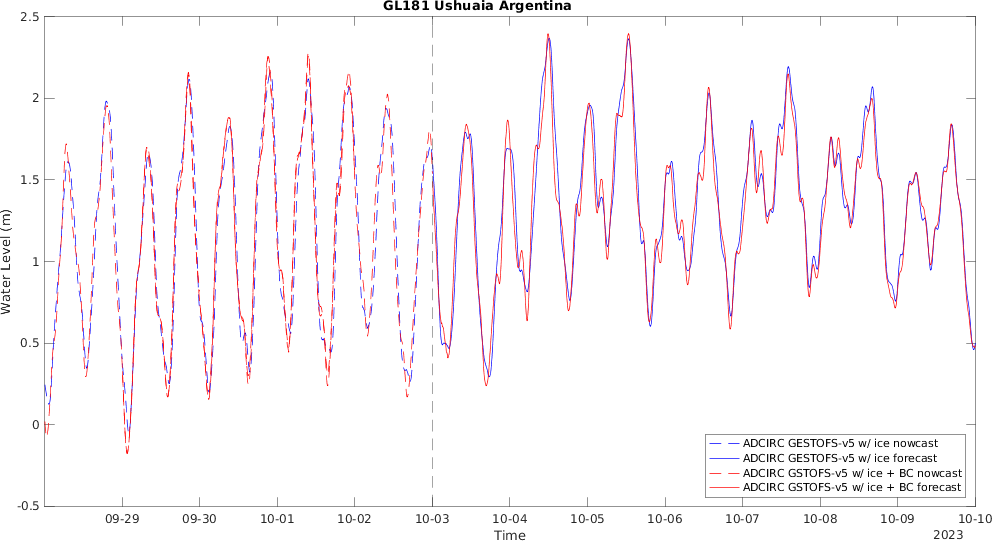 GL181 Ushuaia Argentina
2.5
2
1.5
1
0.5
0
-0.5
Water Level (m)
09-29 09-30 10-01 10-02 10-03 10-04 10-05 10-06 10-07 10-08 10-09 10-10
Time
2023
ADCIRC GESTOFS-v5 w/ ice nowcast
ADCIRC GESTOFS-v5 w/ ice forecast
ADCIRC GSTOFS-v5 w/ ice + BC nowcast
ADCIRC GSTOFS-v5 w/ ice + BC forecast